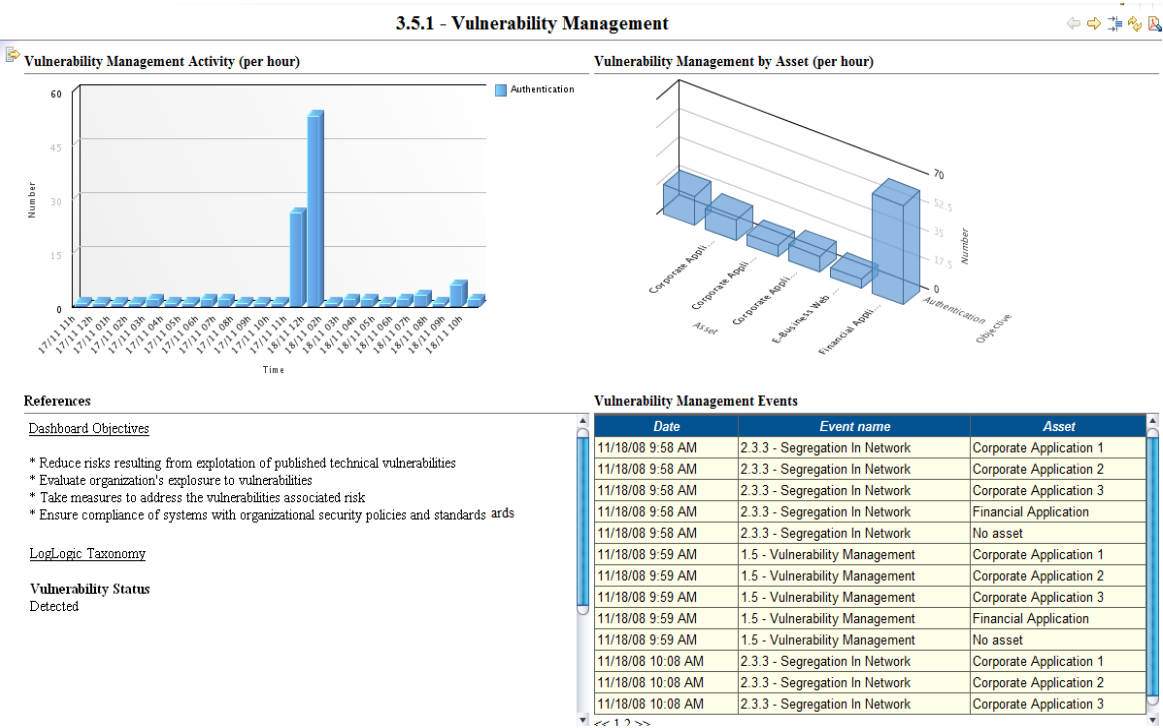 3.5.1 - Vulnerability Management
Vulnerability Management Activity (per hour)
60
45
30
15
0
Number
17/11 11h
17/11 12h
17/11 01h
17/11 02h
17/11 03h
17/11 04h
17/11 05h
17/11 06h
17/11 07h
17/11 08h
17/11 09h
17/11 10h
17/11 11h
18/11 12h
18/11 02h
18/11 03h
18/11 04h
18/11 05h
18/11 06h
18/11 07h
18/11 08h
18/11 09h
18/11 10h
Time
Authentication
Vulnerability Management by Asset (per hour)
70
52.5
35
17.5
0
Number
Corporate Appli...
Corporate Appli...
Corporate Appli...
E-Business Web ...
Financial Appli...
Asset
Authentication
Objective
References
Dashboard Objectives
* Reduce risks resulting from explotation of published technical vulnerabilities
* Evaluate organization's explosure to vulnerabilities
* Take measures to address the vulnerabilities associated risk
* Ensure compliance of systems with organizational security policies and standards ards
LogLogic Taxonomy
Vulnerability Status
Detected
Vulnerability Management Events
Date Event name Asset
11/18/08 9:58 AM 2.3.3 - Segregation In Network Corporate Application 1
11/18/08 9:58 AM 2.3.3 - Segregation In Network Corporate Application 2
11/18/08 9:58 AM 2.3.3 - Segregation In Network Corporate Application 3
11/18/08 9:58 AM 2.3.3 - Segregation In Network Financial Application
11/18/08 9:58 AM 2.3.3 - Segregation In Network No asset
11/18/08 9:59 AM 1.5 - Vulnerability Management Corporate Application 1
11/18/08 9:59 AM 1.5 - Vulnerability Management Corporate Application 2
11/18/08 9:59 AM 1.5 - Vulnerability Management Corporate Application 3
11/18/08 9:59 AM 1.5 - Vulnerability Management Financial Application
11/18/08 9:59 AM 1.5 - Vulnerability Management No asset
11/18/08 10:08 AM 2.3.3 - Segregation In Network Corporate Application 1
11/18/08 10:08 AM 2.3.3 - Segregation In Network Corporate Application 2
11/18/08 10:08 AM 2.3.3 - Segregation In Network Corporate Application 3
<< 1 2 >>